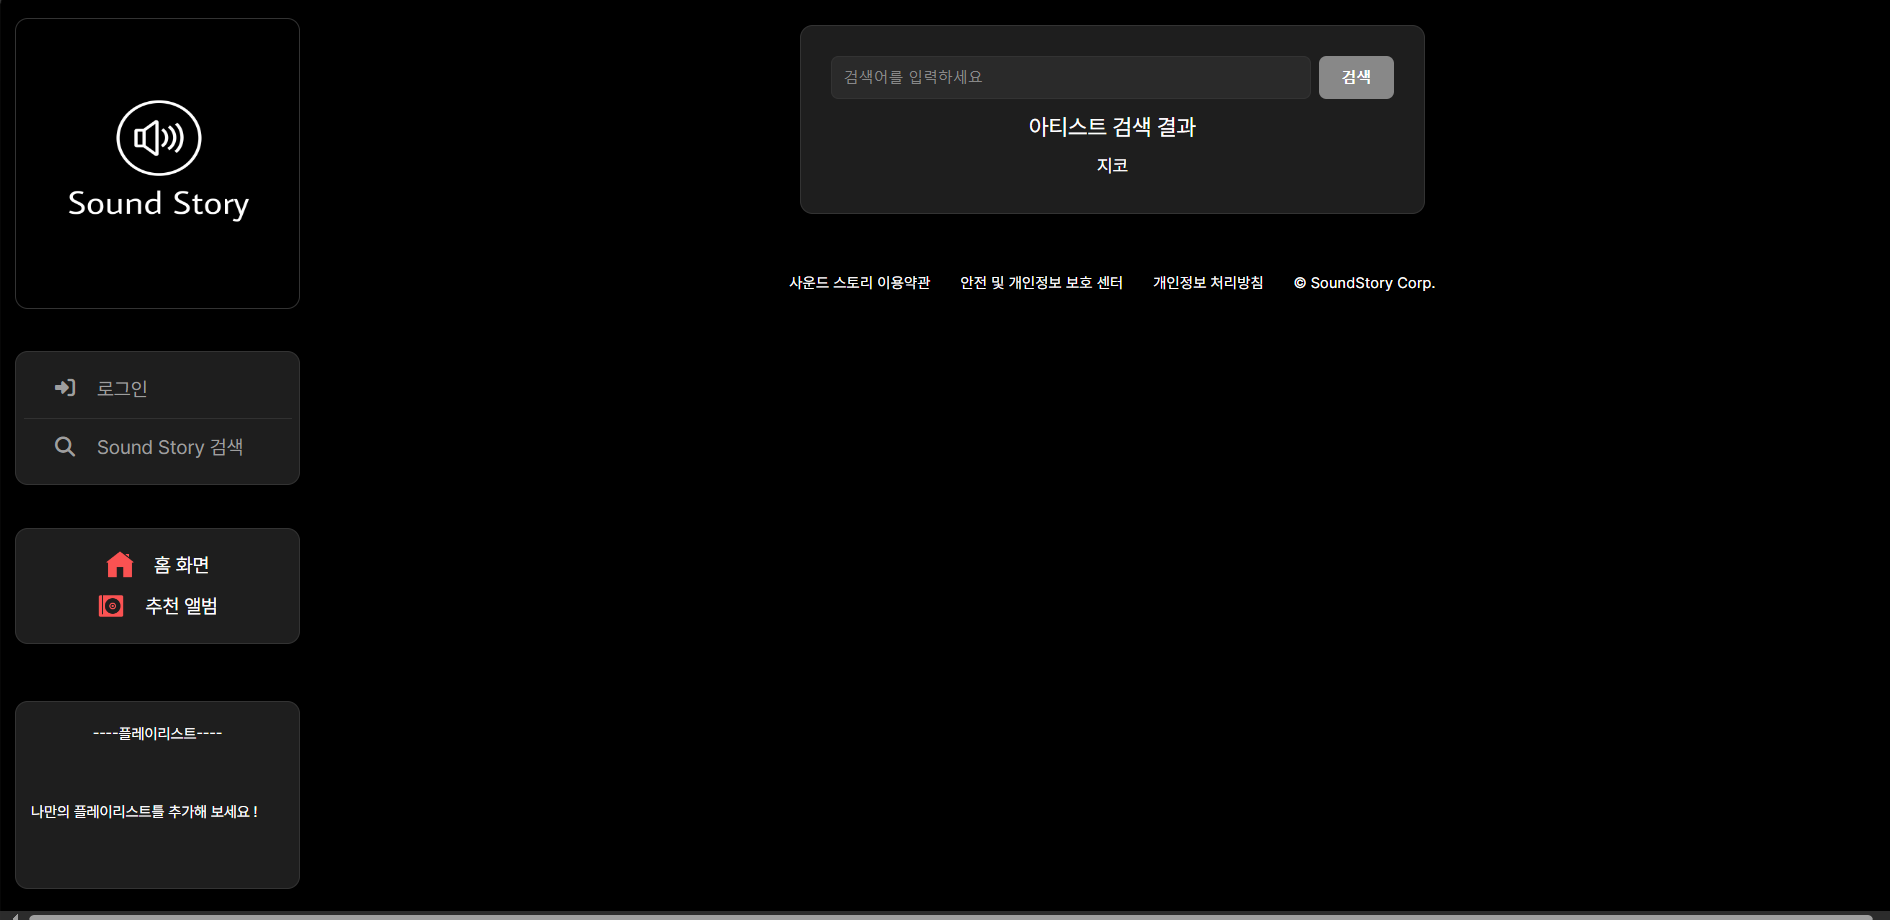 Sound Story
로그인
Sound Story 검색
홈 화면
추천 앨범
----플레이리스트----
나만의 플레이리스트틀 추가해 보세요 !
검색어를 입력하세요
검색
아티스트 검색 결과
지코
사운드 스토리 이용약관 안전 및 개인정보 보호 센터 개인정보 처리방침 © SoundStory Corp.